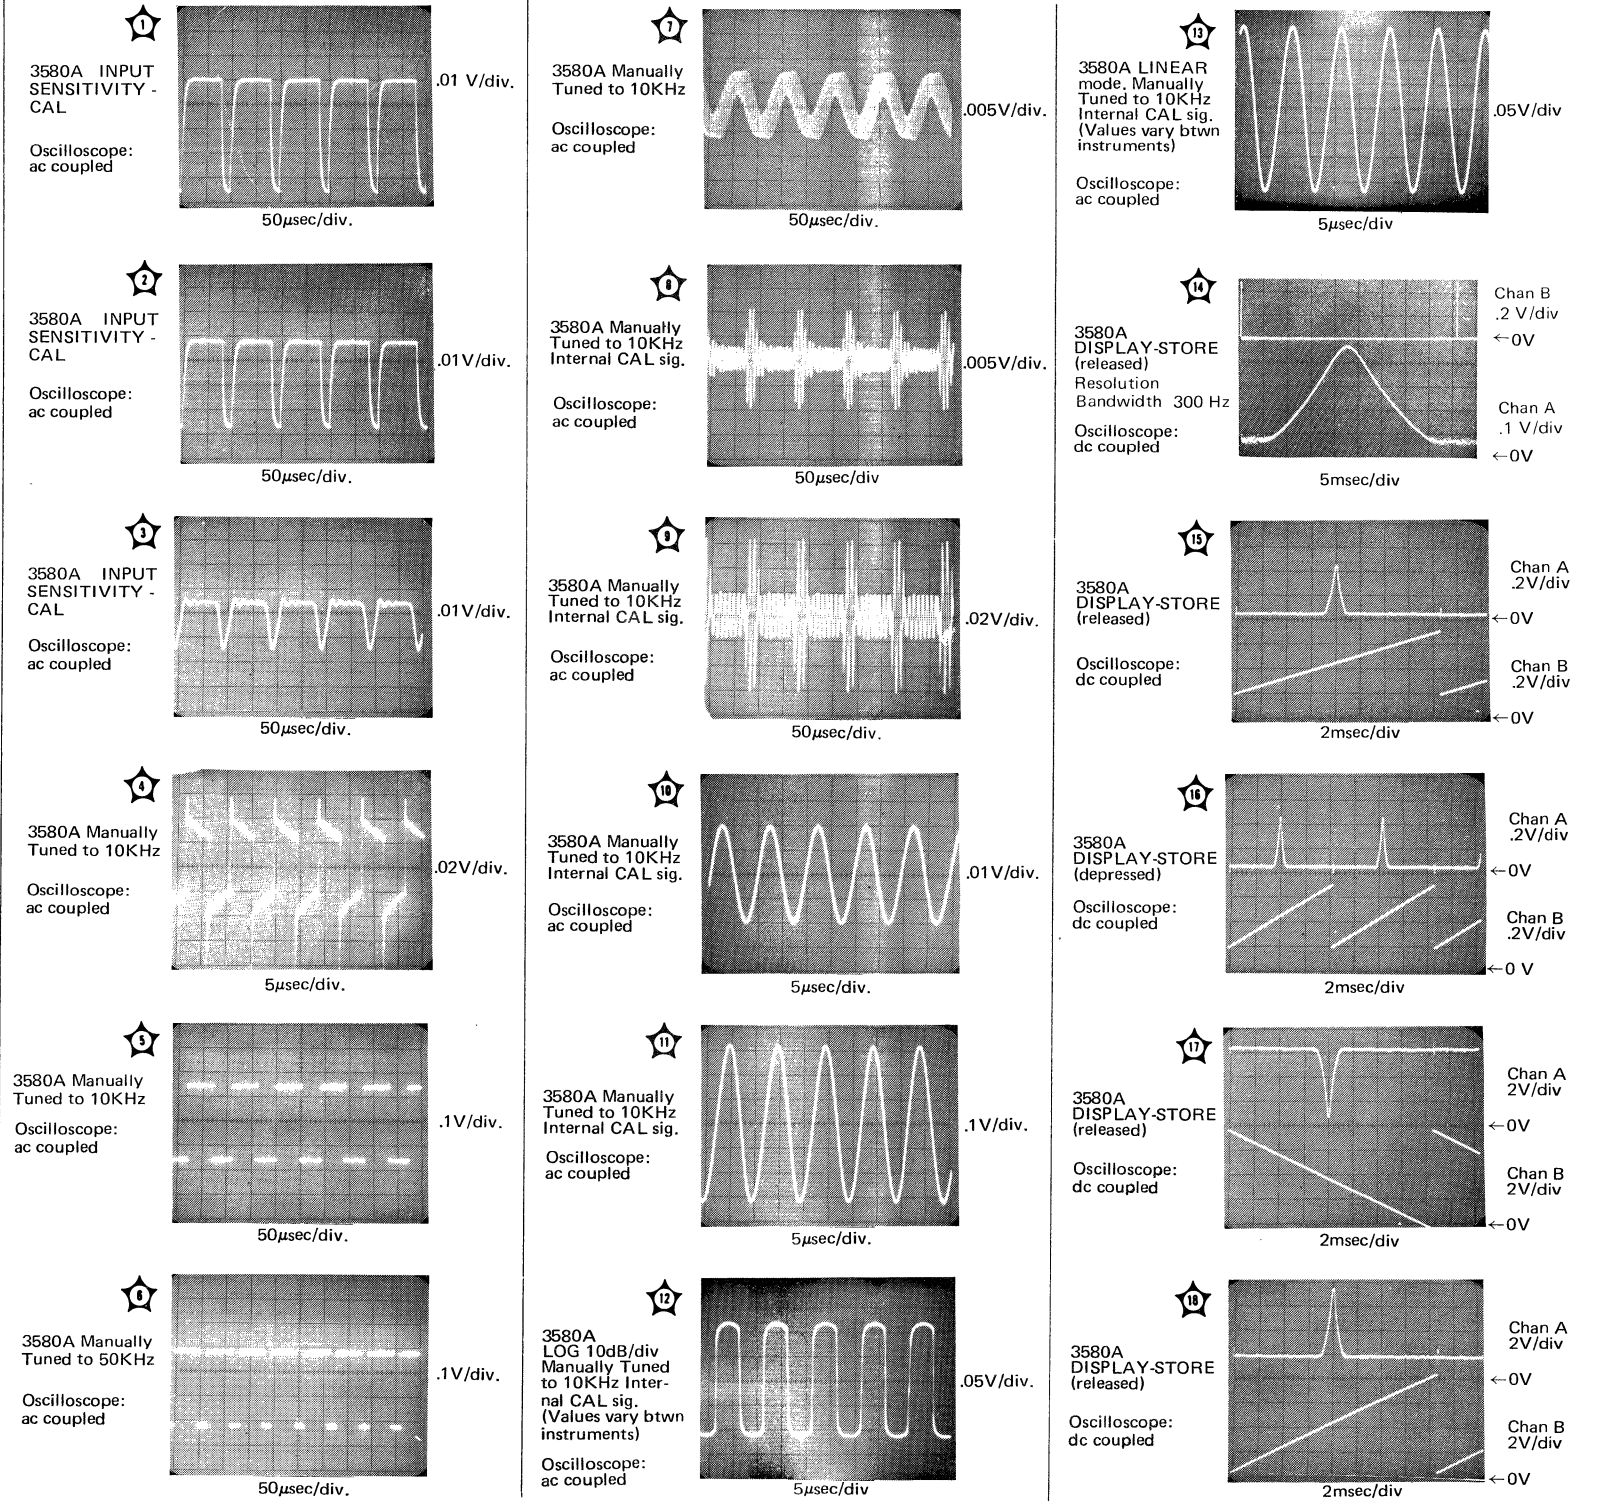 1
3580A INPUT
SENSITIVITY -
CAL
Oscilloscope:
ac coupled
.01 V/div.
50μsec/div.
2
3580A INPUT
SENSITIVITY -
CAL
Oscilloscope:
ac coupled
.01V/div.
50μsec/div.
3
3580A INPUT
SENSITIVITY -
CAL
Oscilloscope:
ac coupled
.01V/div.
50μsec/div.
4
3580A Manually
Tuned to 10KHz
Oscilloscope:
ac coupled
.02V/div.
5μsec/div.
5
3580A Manually
Tuned to 10KHz
Oscilloscope:
ac coupled
.1V/div.
50μsec/div.
6
3580A Manually
Tuned to 50KHz
Oscilloscope:
ac coupled
.1V/div.
50μsec/div.
7
3580A Manually
Tuned to 10KHz
Oscilloscope:
ac coupled
.005V/div.
50μsec/div.
8
3580A Manually
Tuned to 10KHz
Internal CAL sig.
Oscilloscope:
ac coupled
.005V/div.
50μsec/div
9
3580A Manually
Tuned to 10KHz
Internal CAL sig.
Oscilloscope:
ac coupled
.02V/div.
50μsec/div.
10
3580A Manually
Tuned to 10KHz
Internal CAL sig.
Oscilloscope:
ac coupled
.01V/div.
5μsec/div.
11
3580A Manually
Tuned to 10KHz
Internal CAL sig.
Oscilloscope:
ac coupled
.1V/div.
5μsec/div.
12
3580A
LOG 10dB/div
Manually Tuned
to 10KHz Inter-
nal CAL sig.
(Values vary btwn
instruments)
Oscilloscope:
ac coupled
.05V/div.
5μsec/div
13
3580A LINEAR
mode. Manually
Tuned to 10KHz
Internal CAL sig.
(Values vary btwn
instruments)
Oscilloscope:
ac coupled
.05V/div
5μsec/div
14
3580A
DISPLAY-STORE
(released)
Resolution
Bandwidth 300 Hz
Oscilloscope:
dc coupled
Chan B
.2 V/div
←0V
Chan A
.1 V/div
←0V
5msec/div
15
3580A
DISPLAY-STORE
(released)
Oscilloscope:
dc coupled
Chan A
.2V/div
←0V
Chan B
.2V/div
←0V
2msec/div
16
3580A
DISPLAY-STORE
(depressed)
Oscilloscope:
dc coupled
Chan A
.2V/div
←0V
Chan B
.2V/div
←0 V
2msec/div
17
3580A
DISPLAY-STORE
(released)
Oscilloscope:
dc coupled
Chan A
2V/div
←0V
Chan B
2V/div
←0V
2msec/div
18
3580A
DISPLAY-STORE
(released)
Oscilloscope:
dc coupled
Chan A
2V/div
←0V
Chan B
2V/div
←0V
2msec/div